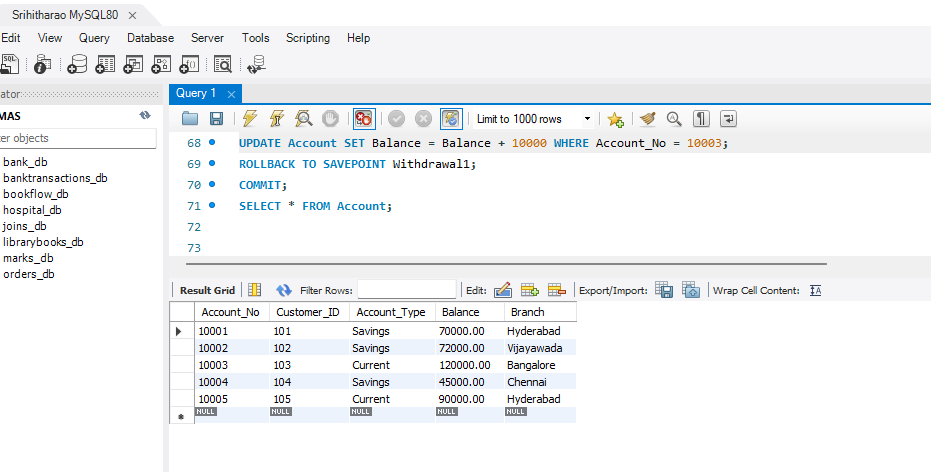 Srihitharao MySQL80 ×
Edit View Query Database Server Tools Scripting Help
SQL
ator
MAS
er objects
bank_db
banktransactions_db
bookflow_db
hospital_db
joins_db
librarybooks_db
marks_db
orders_db
Query 1 ×
Limit to 1000 rows
68 UPDATE Account SET Balance = Balance + 10000 WHERE Account_No = 10003;
69 ROLLBACK TO SAVEPOINT Withdrawal1;
70 COMMIT;
71 SELECT * FROM Account;
72
73
Result Grid Filter Rows: Edit: Export/Import: Wrap Cell Content: IA
Account_No Customer_ID Account_Type Balance Branch
10001 101 Savings 70000.00 Hyderabad
10002 102 Savings 72000.00 Vijayawada
10003 103 Current 120000.00 Bangalore
10004 104 Savings 45000.00 Chennai
10005 105 Current 90000.00 Hyderabad
NULL NULL NULL NULL NULL